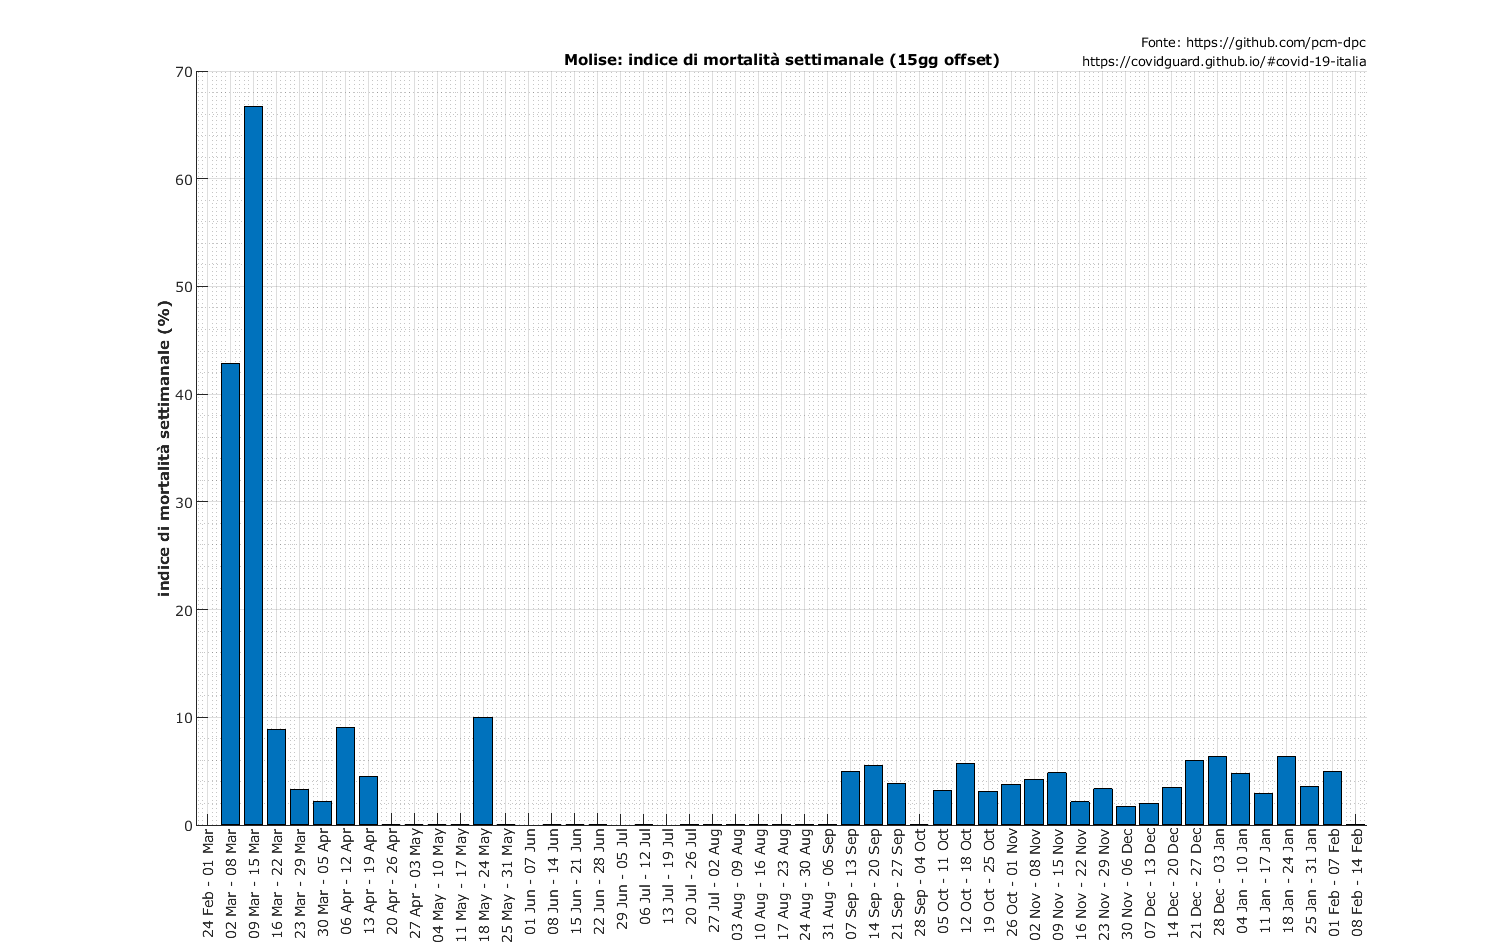 Fonte: https://github.com/pcm-dpc
Molise: indice di mortalità settimanale (15gg offset)
https://covidguard.github.io/#covid-19-italia
indice di mortalità settimanale (%)
70
60
50
40
30
20
10
0
24 Feb - 01 Mar
02 Mar - 08 Mar
09 Mar - 15 Mar
16 Mar - 22 Mar
23 Mar - 29 Mar
30 Mar - 05 Apr
06 Apr - 12 Apr
13 Apr - 19 Apr
20 Apr - 26 Apr
27 Apr - 03 May
04 May - 10 May
11 May - 17 May
18 May - 24 May
25 May - 31 May
01 Jun - 07 Jun
08 Jun - 14 Jun
15 Jun - 21 Jun
22 Jun - 28 Jun
29 Jun - 05 Jul
06 Jul - 12 Jul
13 Jul - 19 Jul
20 Jul - 26 Jul
27 Jul - 02 Aug
03 Aug - 09 Aug
10 Aug - 16 Aug
17 Aug - 23 Aug
24 Aug - 30 Aug
31 Aug - 06 Sep
07 Sep - 13 Sep
14 Sep - 20 Sep
21 Sep - 27 Sep
28 Sep - 04 Oct
05 Oct - 11 Oct
12 Oct - 18 Oct
19 Oct - 25 Oct
26 Oct - 01 Nov
02 Nov - 08 Nov
09 Nov - 15 Nov
16 Nov - 22 Nov
23 Nov - 29 Nov
30 Nov - 06 Dec
07 Dec - 13 Dec
14 Dec - 20 Dec
21 Dec - 27 Dec
28 Dec - 03 Jan
04 Jan - 10 Jan
11 Jan - 17 Jan
18 Jan - 24 Jan
25 Jan - 31 Jan
01 Feb - 07 Feb
08 Feb - 14 Feb